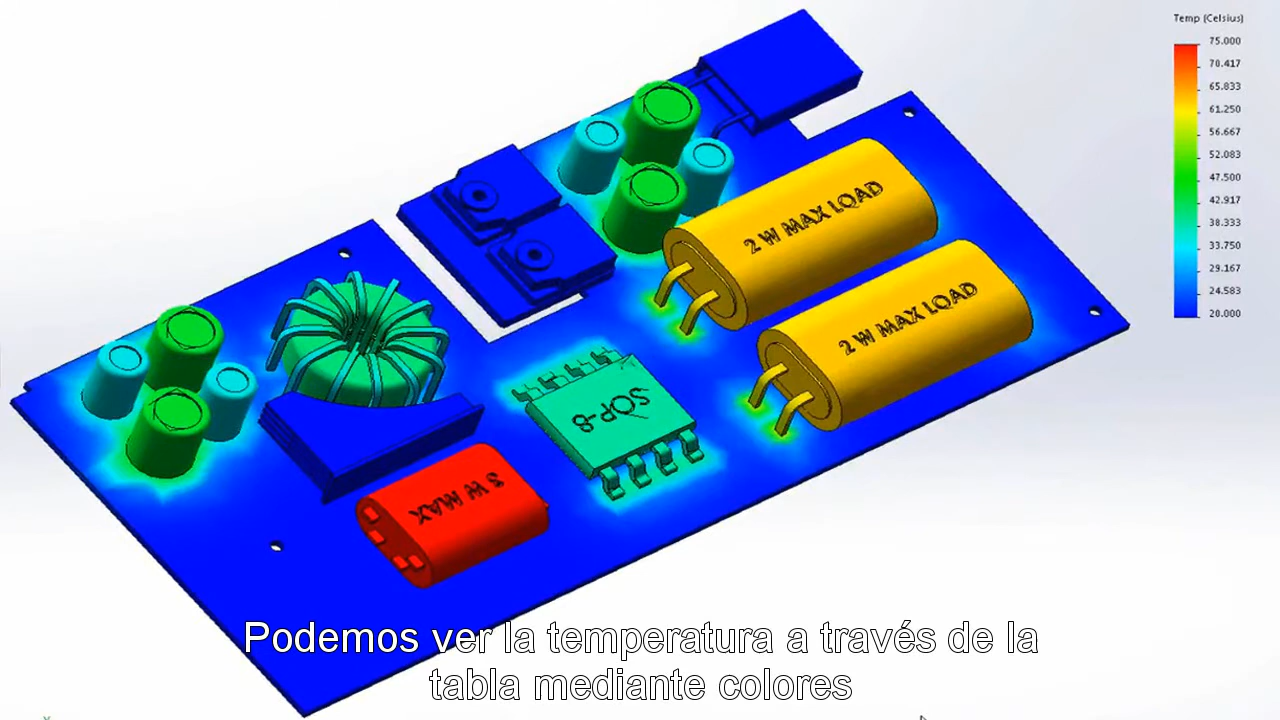 Temp (Celsius)
75.000
70.417
65.833
61.250
56.667
52.083
47.500
42.917
38.333
33.750
29.167
24.583
20.000
2 W MAX LOAD
2 W MAX LOAD
SOP-8
3 W MAX
Podemos ver la temperatura a través de la
tabla mediante colores